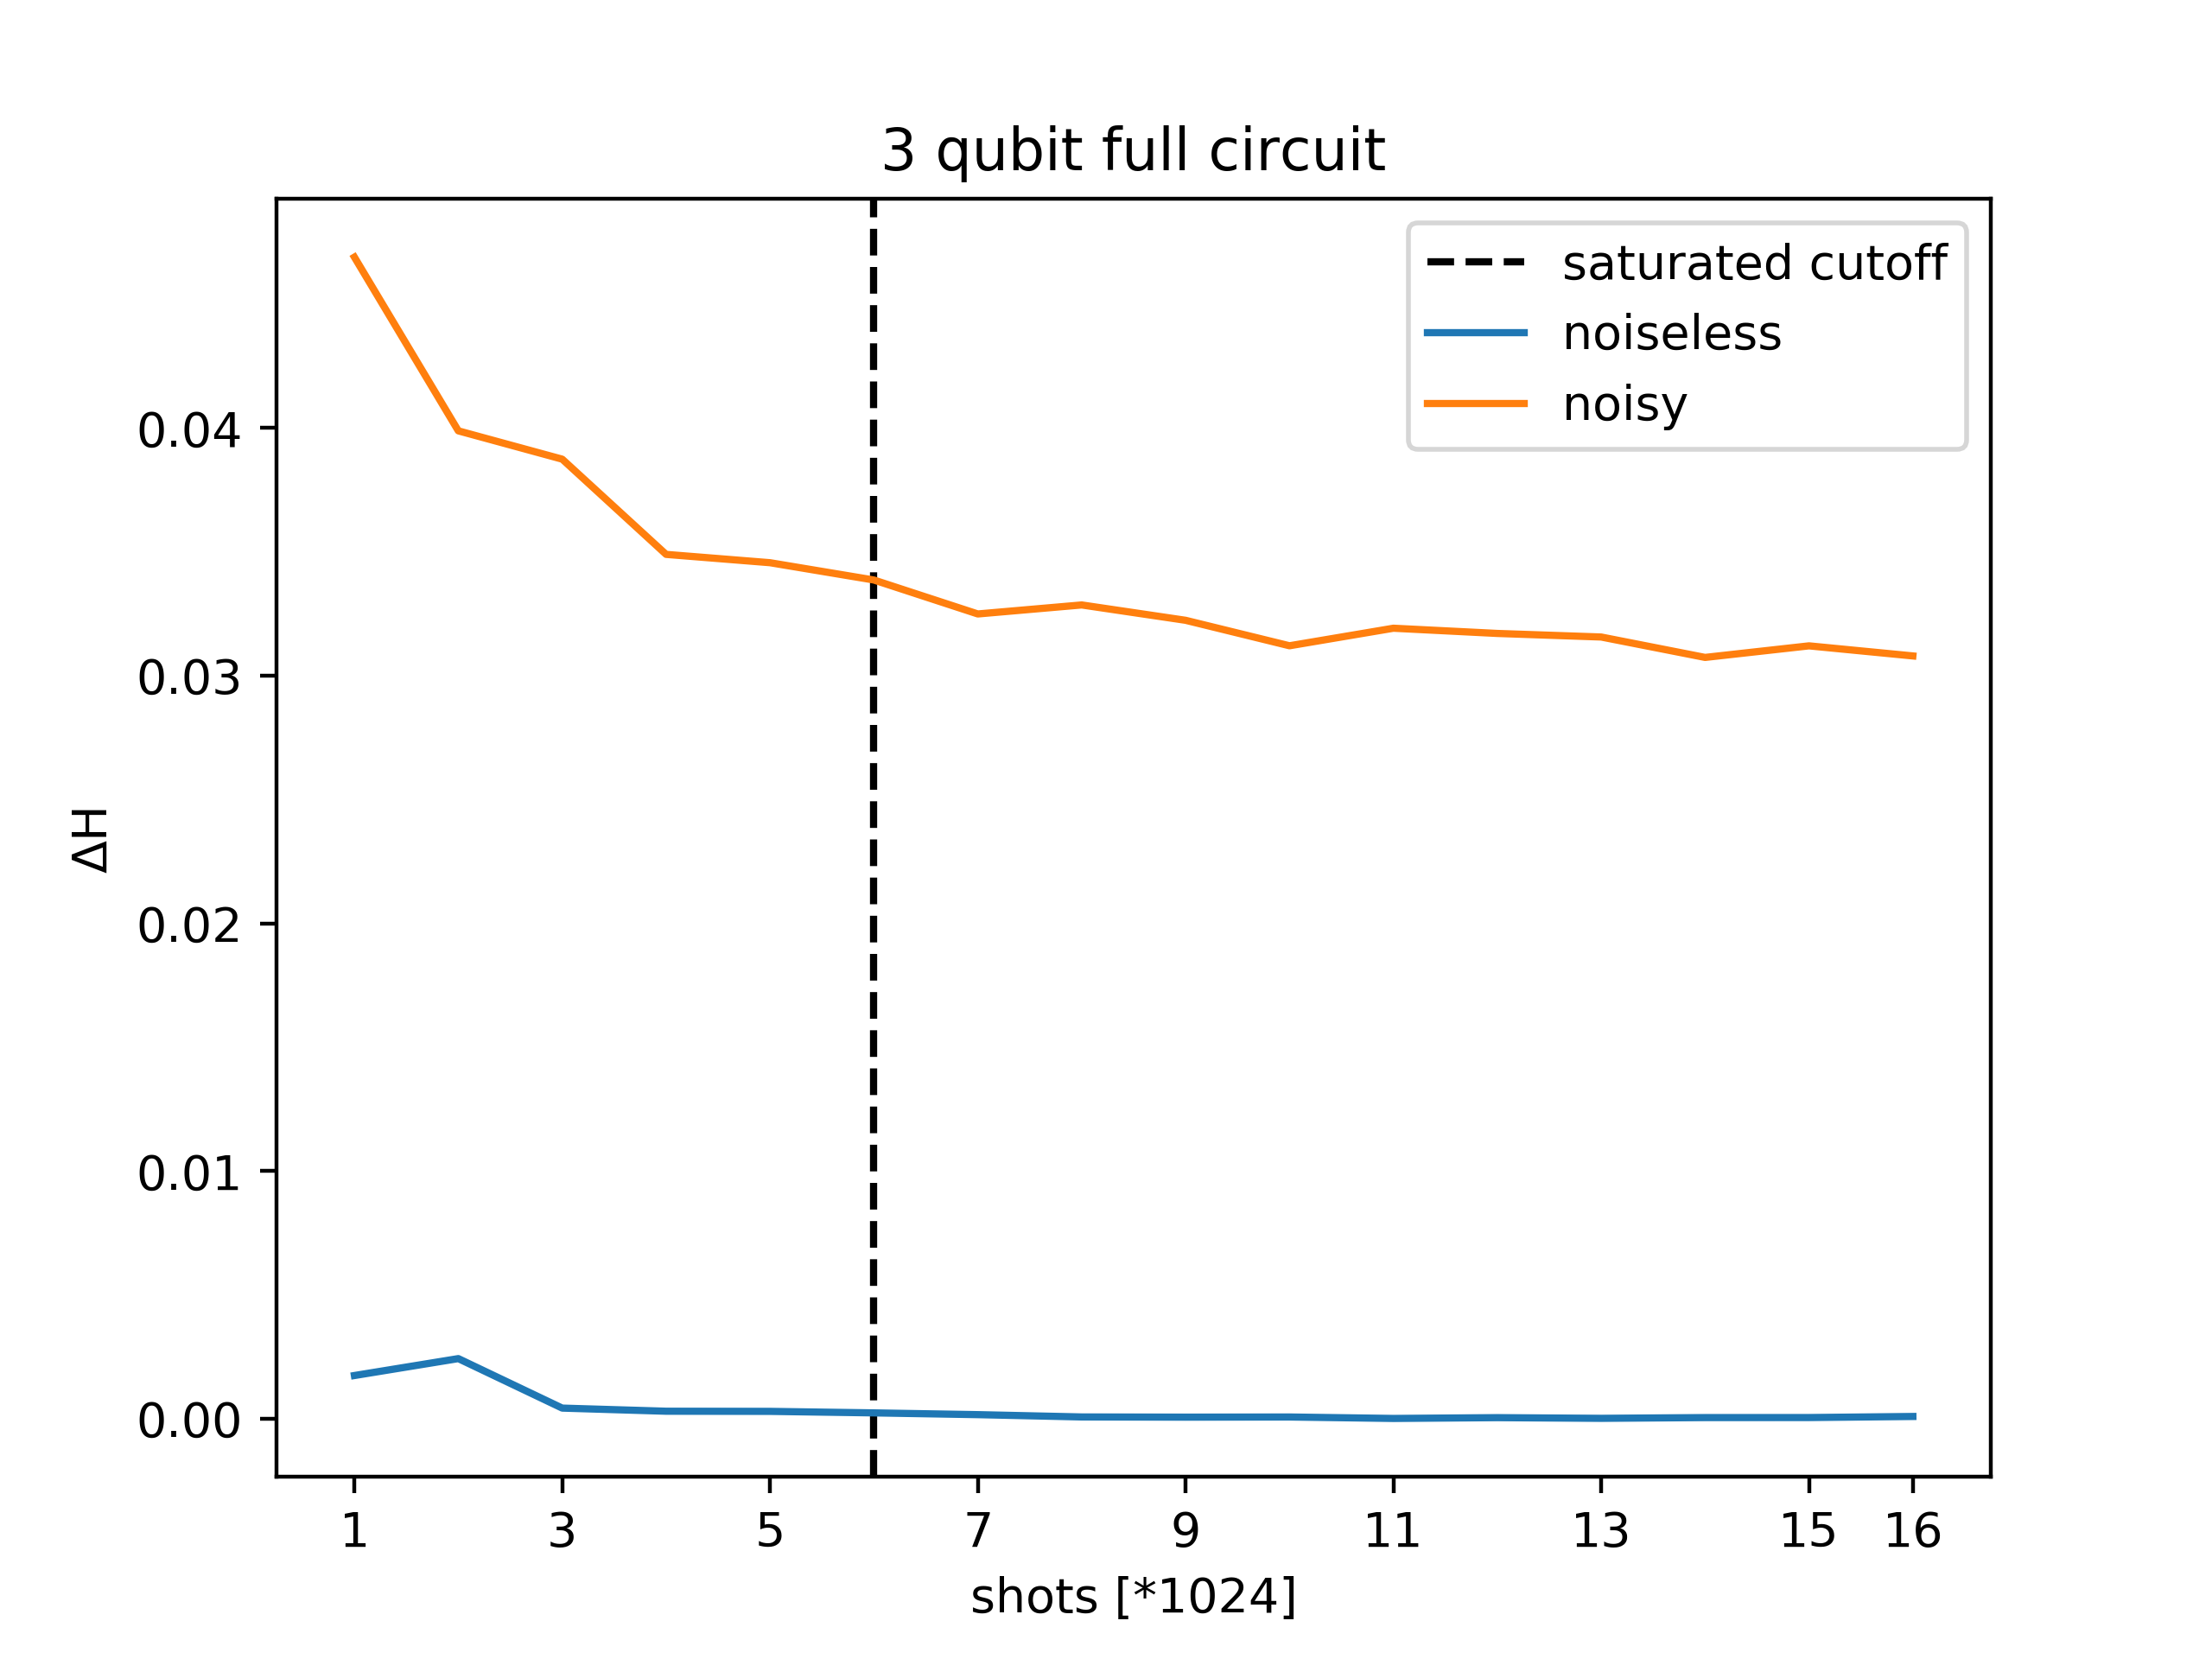 3 qubit full circuit
saturated cutoff
noiseless
noisy
0.04
0.03
0.02
0.01
0.00
ΔH
1 3 5 7 9 11 13 15 16
shots [*1024]